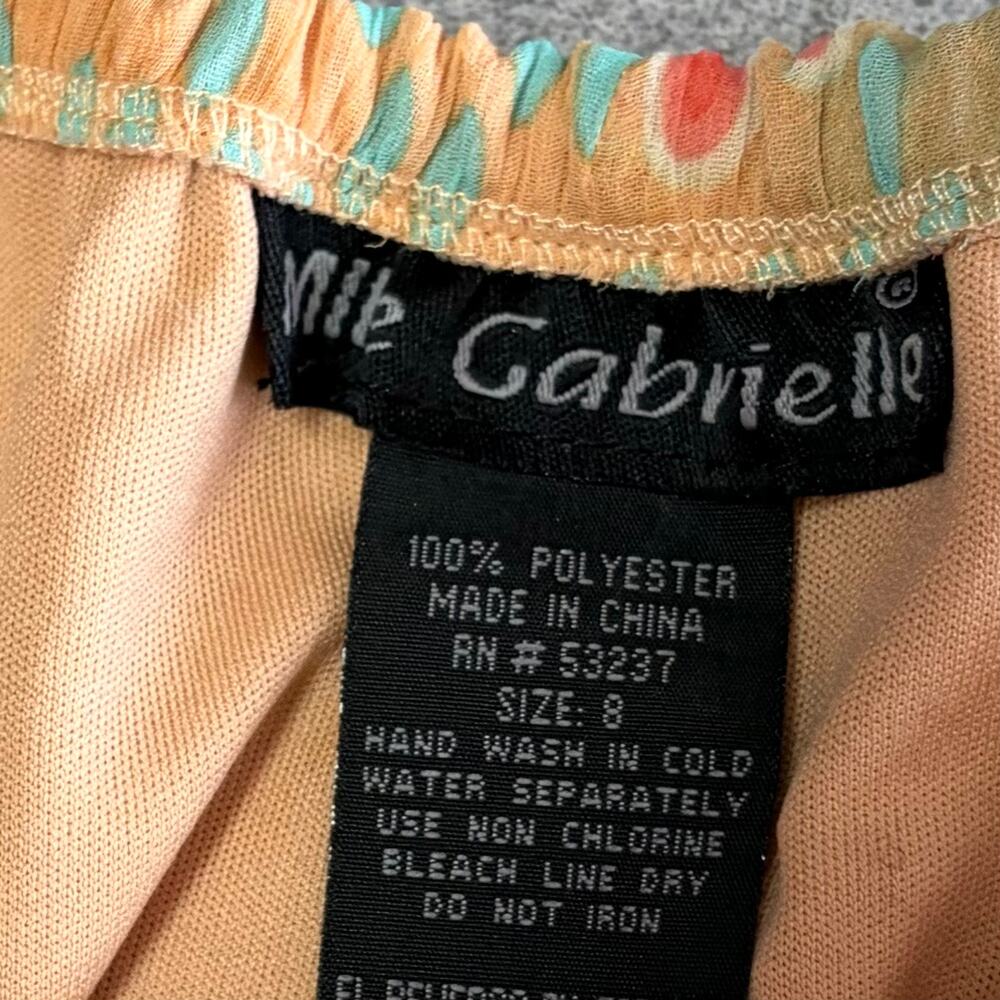 Mlle Gabrielle ®
100% POLYESTER
MADE IN CHINA
RN # 53237
SIZE: 8
HAND WASH IN COLD
WATER SEPARATELY
USE NON CHLORINE
BLEACH LINE DRY
DO NOT IRON